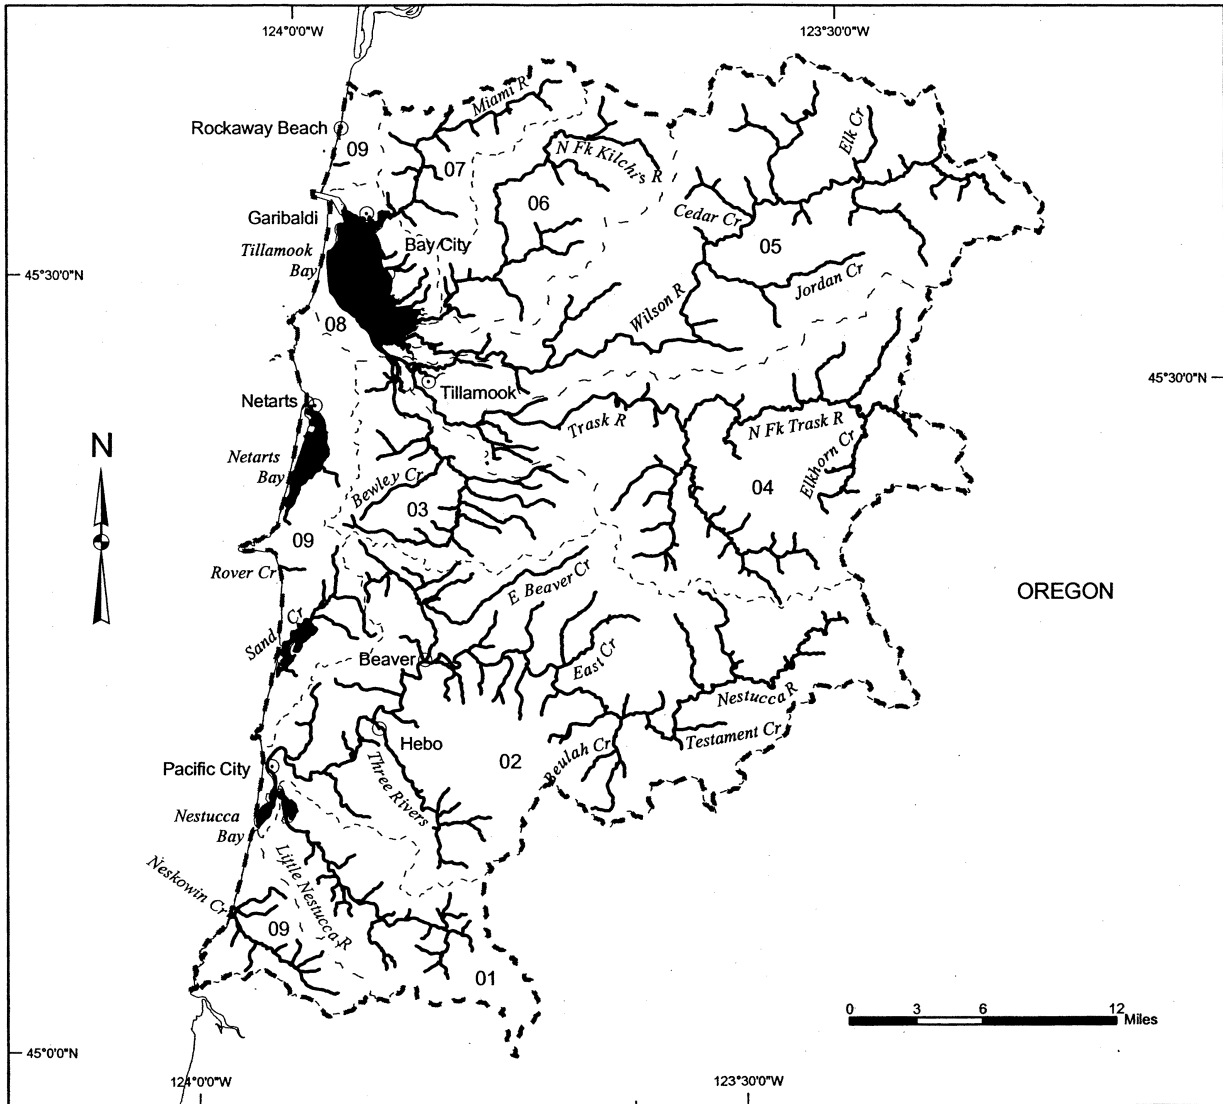 124°0'0"W
123°30'0"W
Miami R
Rockaway Beach
09
07
N Fk Kilchis R
Elk Cr
06
Garibaldi
Cedar Cr
Tillamook
Bay
Bay City
05
45°30'0"N
Jordan Cr
Wilson R
08
45°30'0"N
Tillamook
Netarts
Trask R
N Fk Trask R
N
Netarts
Bay
Bewley Cr
Elkhorn Cr
04
03
09
Rover Cr
E Beaver Cr
OREGON
Sand Cr
Beaver
East Cr
Nestucca R
Hebo
Testament Cr
Beulah Cr
02
Pacific City
Three Rivers
Nestucca
Bay
Little Nestucca R
Neskowin Cr
09
01
0 3 6 12
Miles
45°0'0"N
124°0'0"W
123°30'0"W